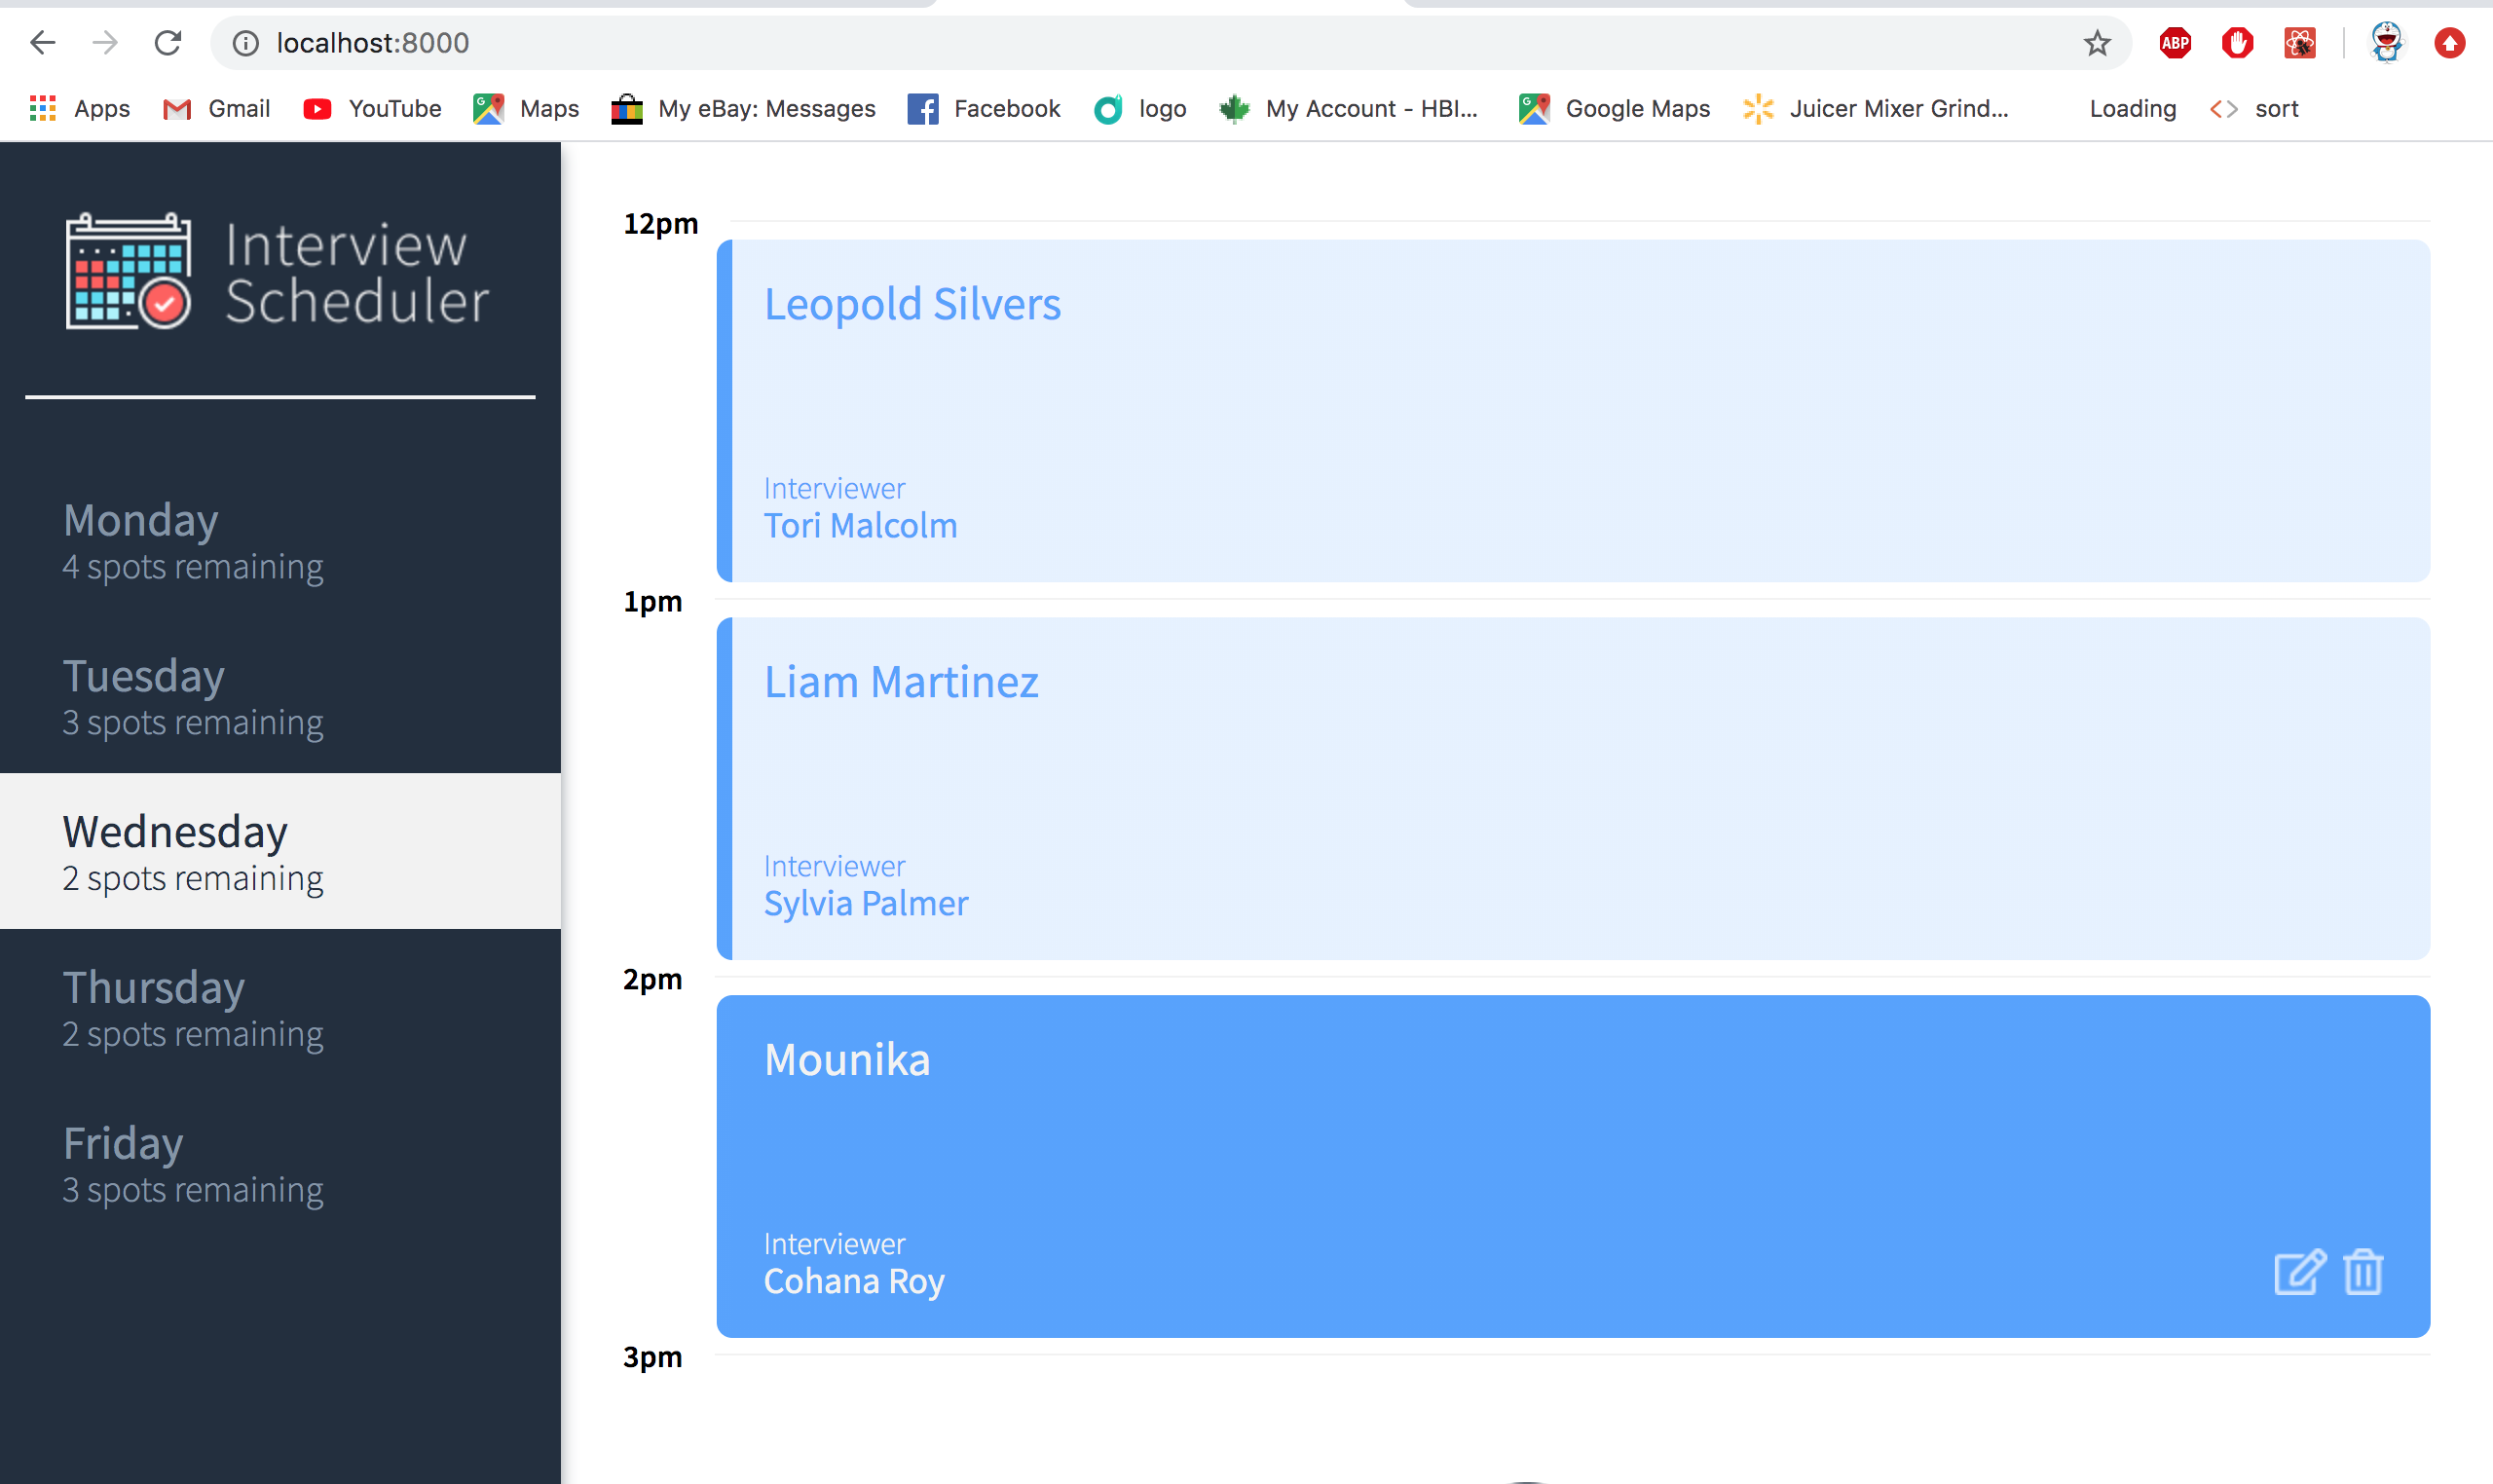 localhost:8000
ABP
Apps Gmail YouTube Maps My eBay: Messages Facebook logo My Account - HBI... Google Maps Juicer Mixer Grind... Loading sort
Interview
Scheduler
Monday
4 spots remaining
Tuesday
3 spots remaining
Wednesday
2 spots remaining
Thursday
2 spots remaining
Friday
3 spots remaining
12pm
Leopold Silvers
Interviewer
Tori Malcolm
1pm
Liam Martinez
Interviewer
Sylvia Palmer
2pm
Mounika
Interviewer
Cohana Roy
3pm